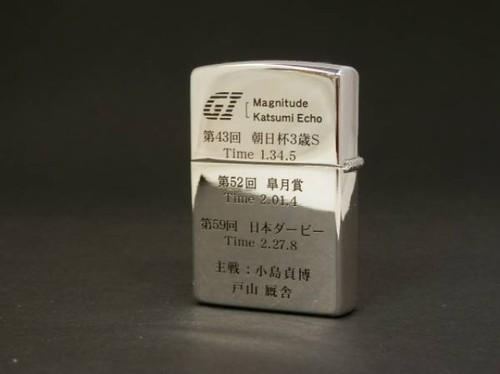 GI [ Magnitude
Katsumi Echo
第43回 朝日杯3歳S
Time 1.34.5
第52回 皐月賞
Time 2.01.4
第59回 日本ダービー
Time 2.27.8
主戦：小島貞博
戸山 厩舎